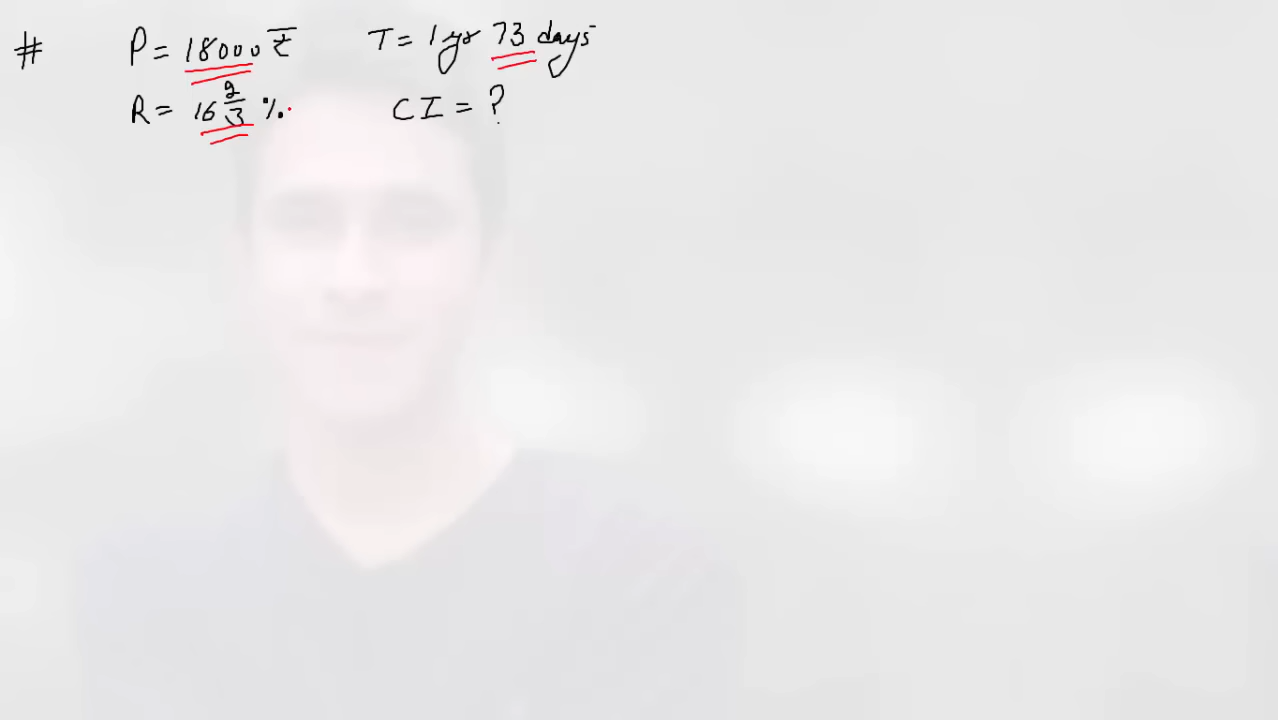 # P = 18000 ₹ T = 1 yr 73 days
R = 16 2/3 % CI = ?